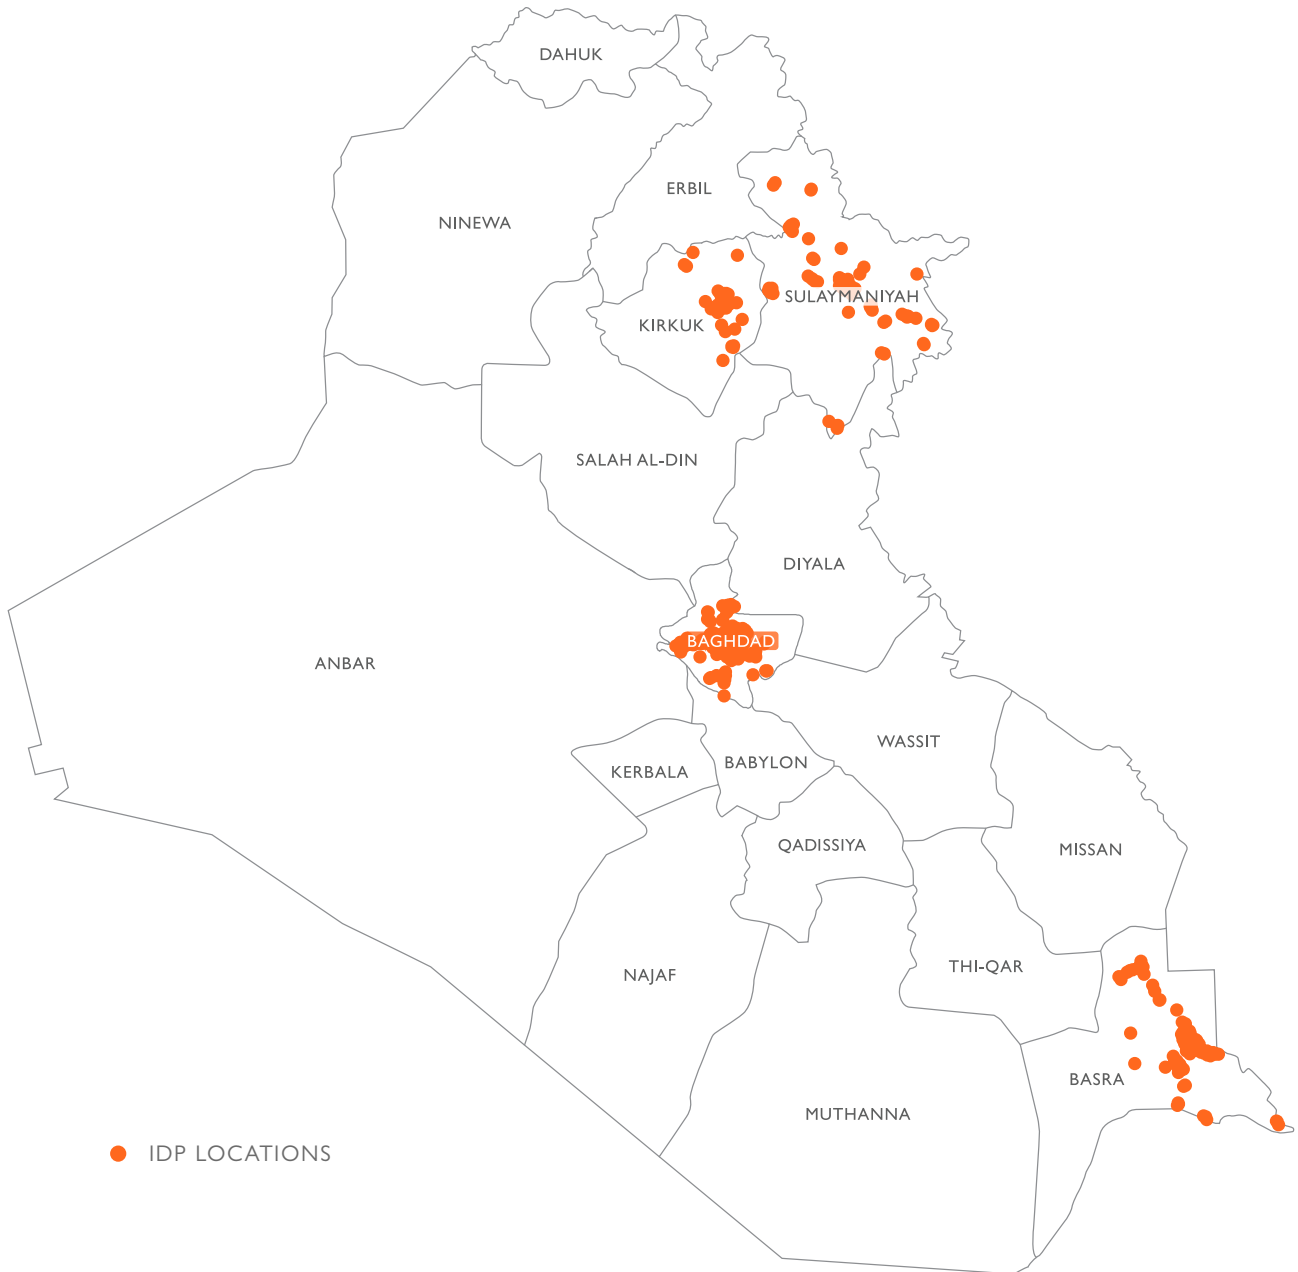 DAHUK
ERBIL
NINEWA
SULAYMANIYAH
KIRKUK
SALAH AL-DIN
DIYALA
BAGHDAD
ANBAR
WASSIT
BABYLON
KERBALA
QADISSIYA
MISSAN
THI-QAR
NAJAF
BASRA
MUTHANNA
IDP LOCATIONS